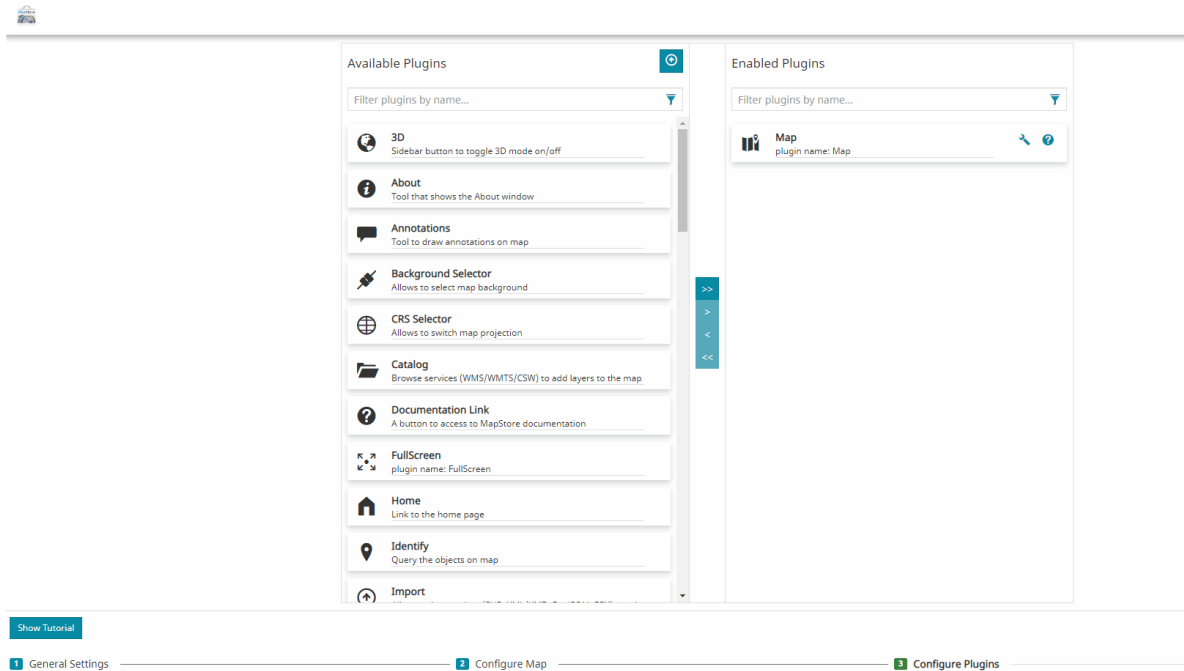 Available Plugins
Filter plugins by name...
3D
Sidebar button to toggle 3D mode on/off
About
Tool that shows the About window
Annotations
Tool to draw annotations on map
Background Selector
Allows to select map background
CRS Selector
Allows to switch map projection
Catalog
Browse services (WMS/WMTS/CSW) to add layers to the map
Documentation Link
A button to access to MapStore documentation
FullScreen
plugin name: FullScreen
Home
Link to the home page
Identify
Query the objects on map
Import
>>
>
<
<<
Enabled Plugins
Filter plugins by name...
Map
plugin name: Map
Show Tutorial
1 General Settings
2 Configure Map
3 Configure Plugins